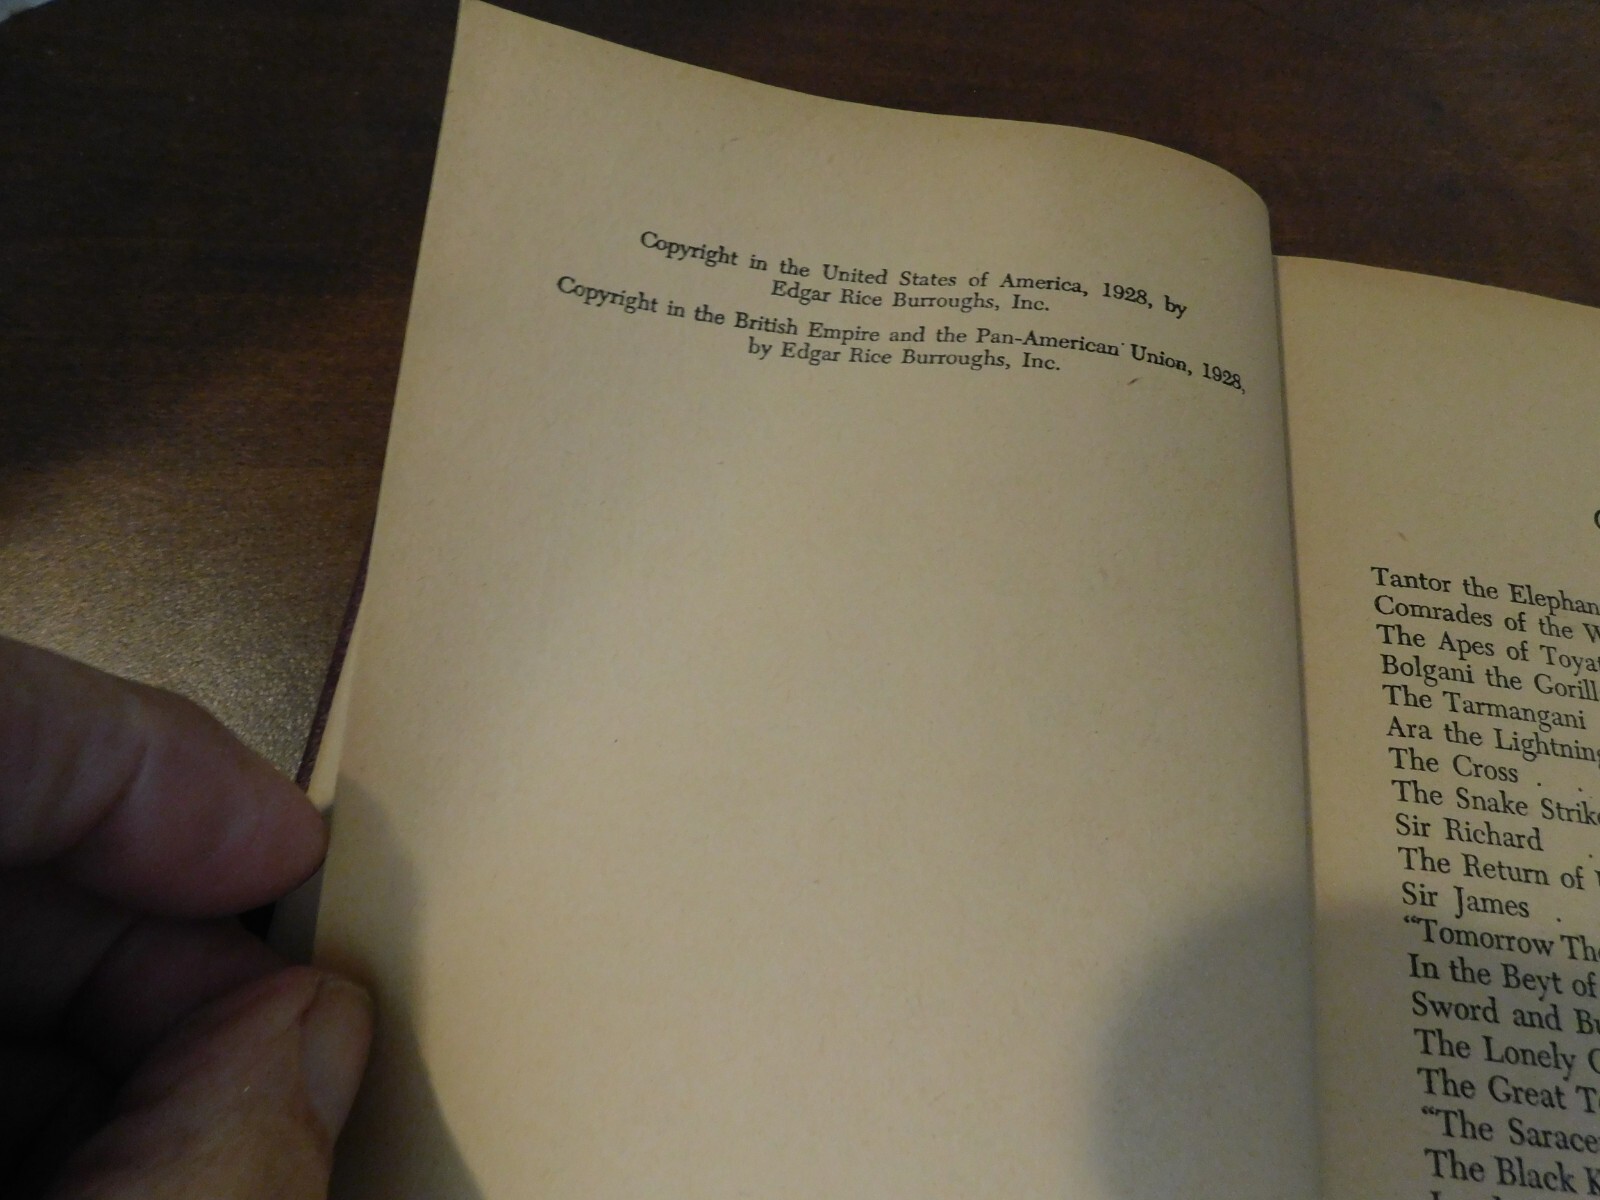 Copyright in the United States of America, 1928, by
Edgar Rice Burroughs, Inc.
Copyright in the British Empire and the Pan-American Union, 1928,
by Edgar Rice Burroughs, Inc.
Tantor the
Comrades of the
The Apes of
Bolgani the
The Tarmangani
Ara the
The Cross .
The Snake
Sir Richard .
The Return of
Sir James .
“Tomorrow
In the Beyt of
Sword and
The Lonely
The Great
“The
The Black